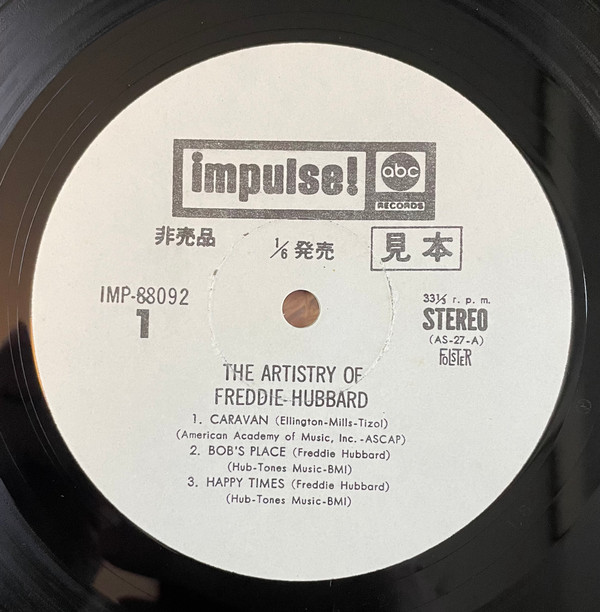 impulse!
abc
RECORDS
非売品
1/6 発売
見本
IMP-88092
1
33⅓ r. p. m.
STEREO
(AS-27-A)
FOLSTER
THE ARTISTRY OF
FREDDIE HUBBARD
1. CARAVAN (Ellington-Mills-Tizol)
(American Academy of Music, Inc.-ASCAP)
2. BOB'S PLACE (Freddie Hubbard)
(Hub-Tones Music-BMI)
3. HAPPY TIMES (Freddie Hubbard)
(Hub-Tones Music-BMI)